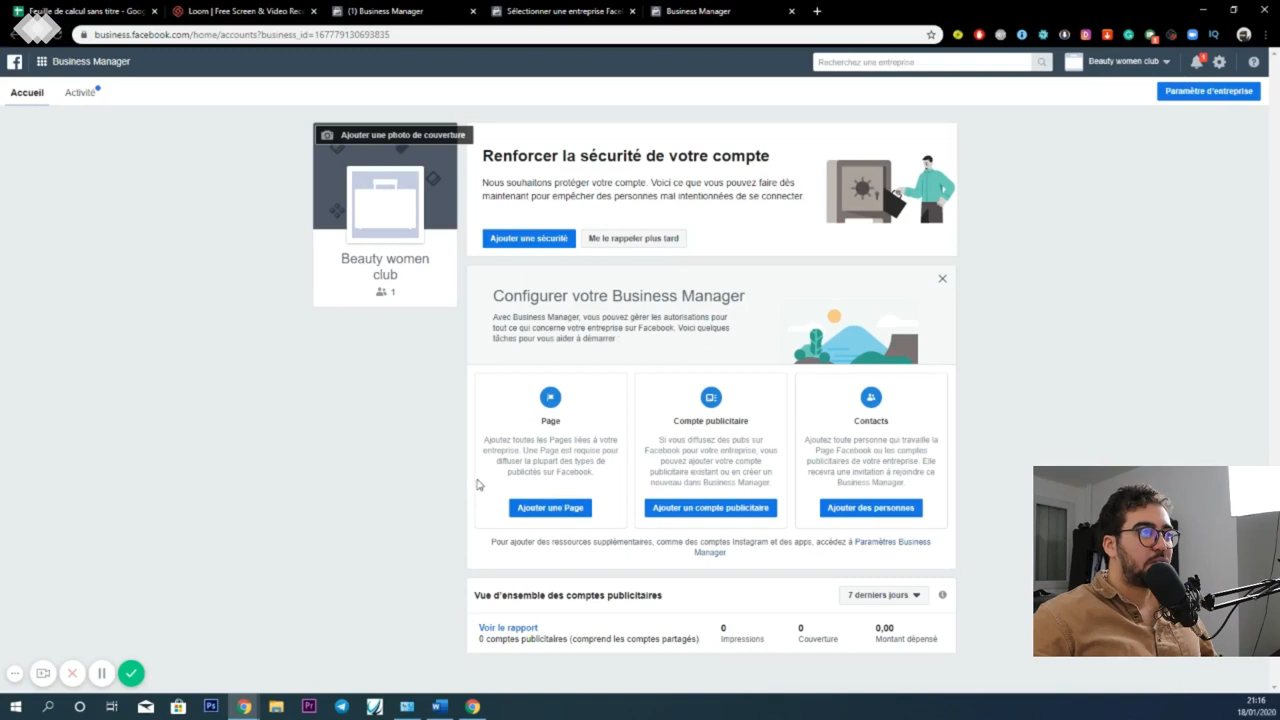 Feuille de calcul sans titre - Goo
Loom | Free Screen & Video Rec
(1) Business Manager
Sélectionner une entreprise Facel
Business Manager
business.facebook.com/home/accounts?business_id=167779130693835
Business Manager
Recherchez une entreprise
Beauty women club
Accueil
Activité
Paramètre d'entreprise
Ajouter une photo de couverture
Beauty women
club
1
Renforcer la sécurité de votre compte
Nous souhaitons protéger votre compte. Voici ce que vous pouvez faire dès
maintenant pour empêcher des personnes mal intentionnées de se connecter
Ajouter une sécurité
Me le rappeler plus tard
Configurer votre Business Manager
Avec Business Manager, vous pouvez gérer les autorisations pour
tout ce qui concerne votre entreprise sur Facebook. Voici quelques
tâches pour vous aider à démarrer :
Page
Ajoutez toutes les Pages liées à votre
entreprise. Une Page est requise pour
diffuser la plupart des types de
publicités sur Facebook.
Ajouter une Page
Compte publicitaire
Si vous diffusez des pubs sur
Facebook pour votre entreprise, vous
pouvez ajouter votre compte
publicitaire existant ou en créer un
nouveau dans Business Manager.
Ajouter un compte publicitaire
Contacts
Ajoutez toute personne qui travaille la
Page Facebook ou les comptes
publicitaires de votre entreprise. Elle
recevra une invitation à rejoindre ce
Business Manager.
Ajouter des personnes
Pour ajouter des ressources supplémentaires, comme des comptes Instagram et des apps, accédez à Paramètres Business
Manager
Vue d'ensemble des comptes publicitaires
7 derniers jours
Voir le rapport
0 comptes publicitaires (comprend les comptes partagés)
0
Impressions
0
Couverture
0,00
Montant dépensé
21:16
18/01/2020